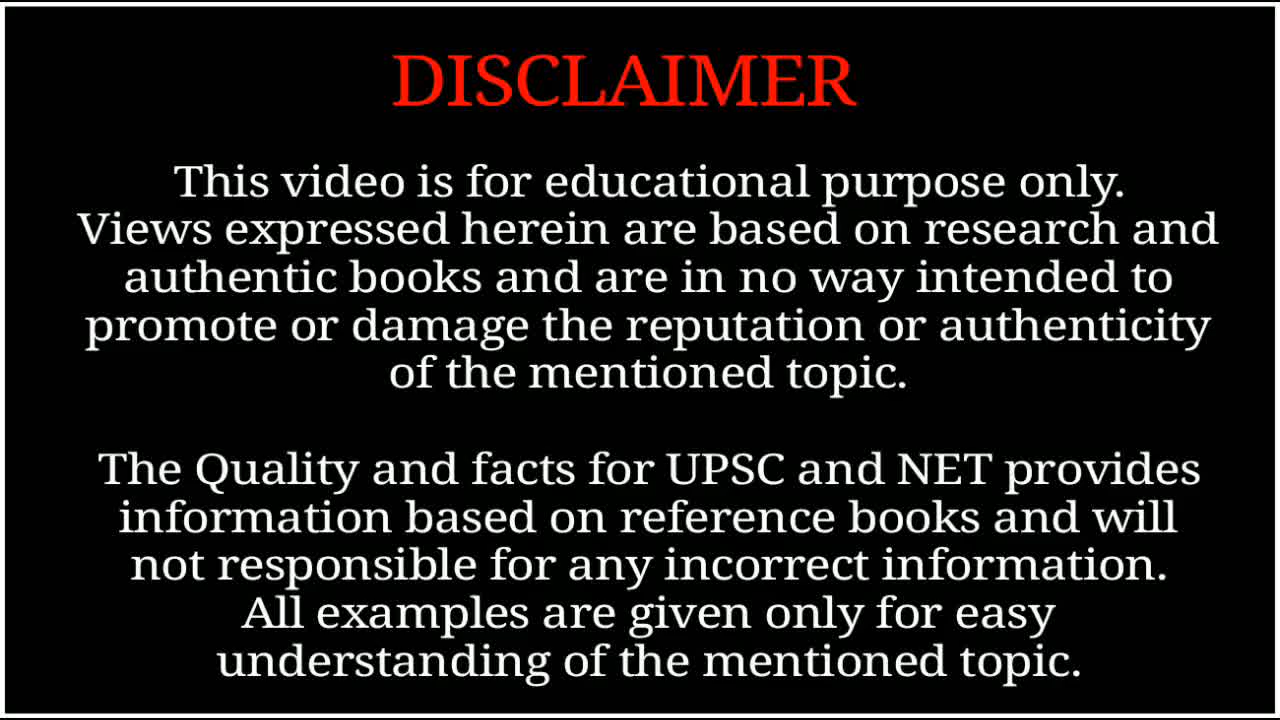 DISCLAIMER
This video is for educational purpose only.
Views expressed herein are based on research and
authentic books and are in no way intended to
promote or damage the reputation or authenticity
of the mentioned topic.
The Quality and facts for UPSC and NET provides
information based on reference books and will
not responsible for any incorrect information.
All examples are given only for easy
understanding of the mentioned topic.